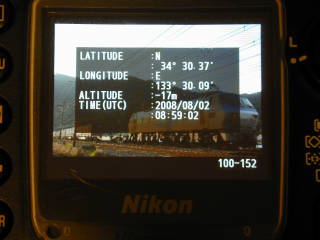 LATITUDE :N
: 34° 30.37'
LONGITUDE :E
:133° 30.09'
ALTITUDE :-17m
TIME(UTC) :2008/08/02
:08:59:02
100-152
Nikon